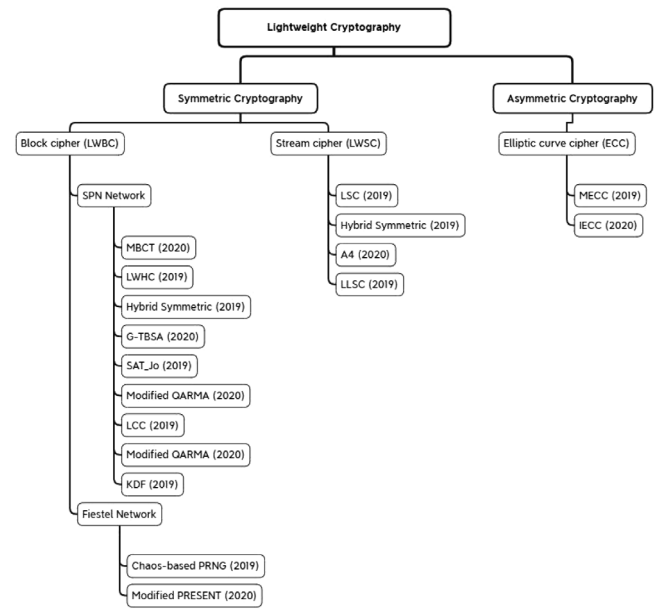 Lightweight Cryptography
Symmetric Cryptography
Asymmetric Cryptography
Block cipher (LWBC)
Stream cipher (LWSC)
Elliptic curve cipher (ECC)
SPN Network
MBCT (2020)
LWHC (2019)
Hybrid Symmetric (2019)
G-TBSA (2020)
SAT_Jo (2019)
Modified QARMA (2020)
LCC (2019)
Modified QARMA (2020)
KDF (2019)
Fiestel Network
Chaos-based PRNG (2019)
Modified PRESENT (2020)
LSC (2019)
Hybrid Symmetric (2019)
A4 (2020)
LLSC (2019)
MECC (2019)
IECC (2020)